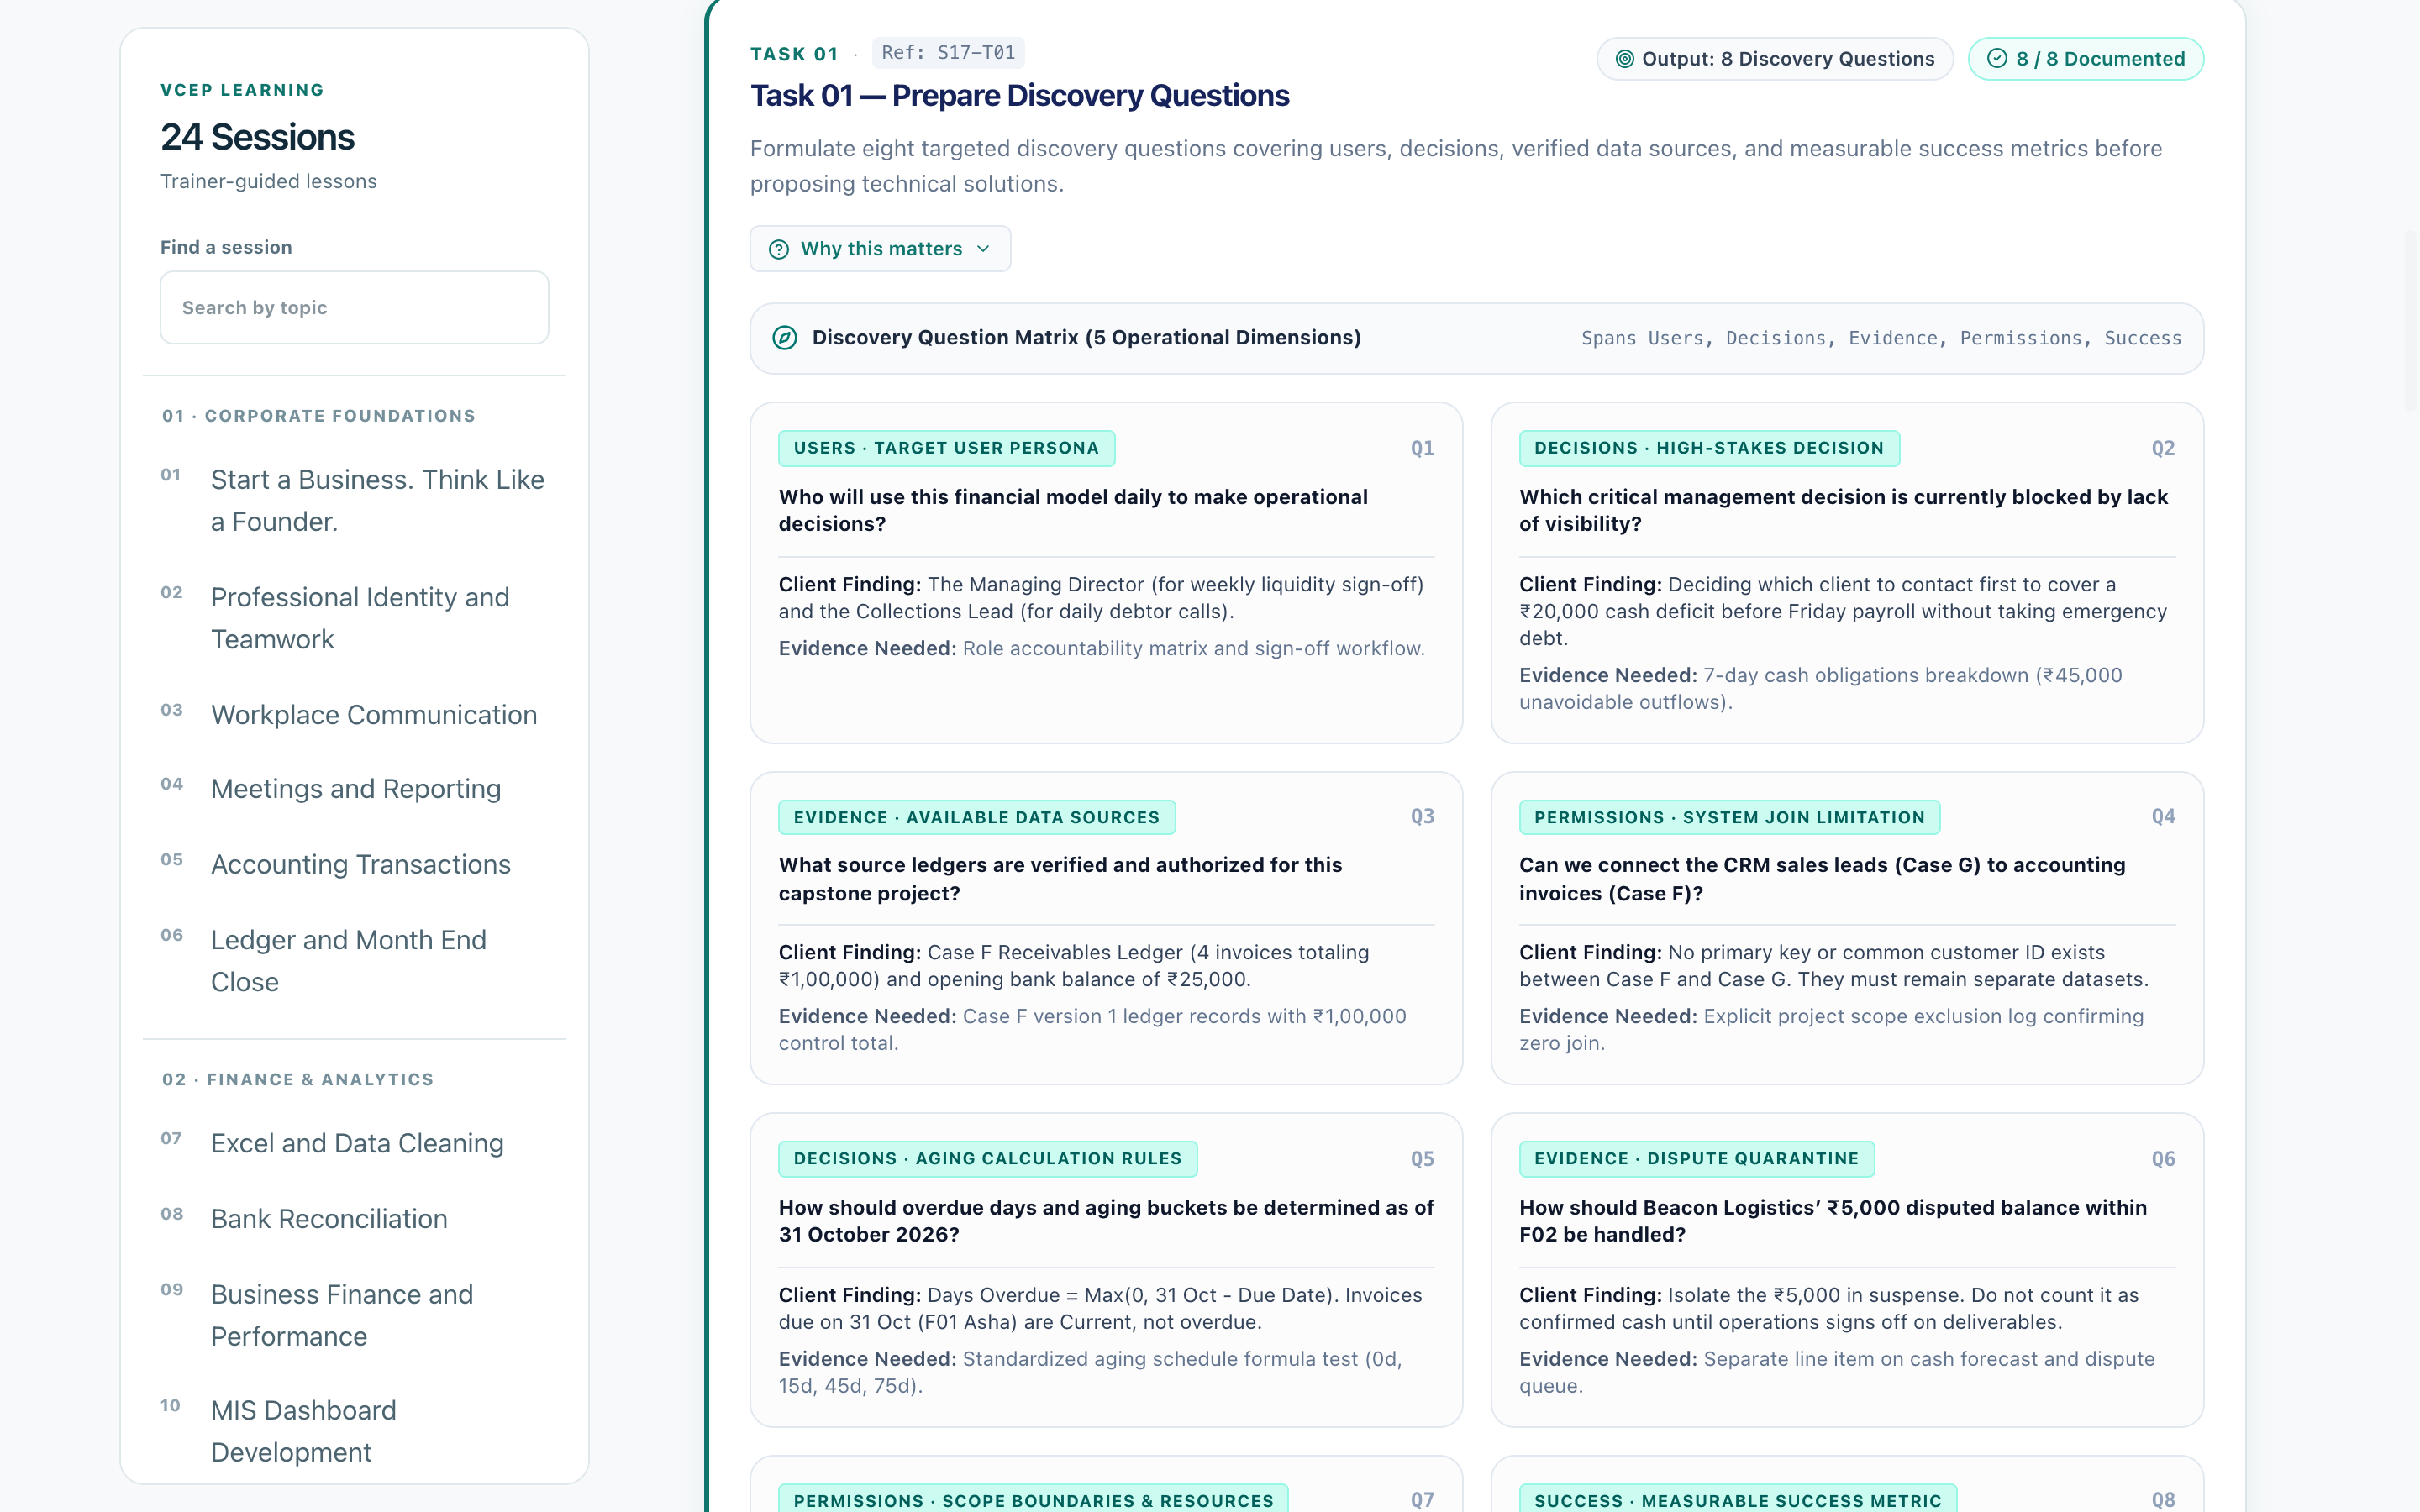 VCEP LEARNING
24 Sessions
Trainer-guided lessons
Find a session
Search by topic
01 · CORPORATE FOUNDATIONS
01 Start a Business. Think Like
a Founder.
02 Professional Identity and
Teamwork
03 Workplace Communication
04 Meetings and Reporting
05 Accounting Transactions
06 Ledger and Month End
Close
02 · FINANCE & ANALYTICS
07 Excel and Data Cleaning
08 Bank Reconciliation
09 Business Finance and
Performance
10 MIS Dashboard
Development
TASK 01 · Ref: S17-T01
Output: 8 Discovery Questions
8 / 8 Documented
Task 01 — Prepare Discovery Questions
Formulate eight targeted discovery questions covering users, decisions, verified data sources, and measurable success metrics before
proposing technical solutions.
Why this matters
Discovery Question Matrix (5 Operational Dimensions)
Spans Users, Decisions, Evidence, Permissions, Success
USERS · TARGET USER PERSONA
Q1
Who will use this financial model daily to make operational
decisions?
Client Finding: The Managing Director (for weekly liquidity sign-off)
and the Collections Lead (for daily debtor calls).
Evidence Needed: Role accountability matrix and sign-off workflow.
DECISIONS · HIGH-STAKES DECISION
Q2
Which critical management decision is currently blocked by lack
of visibility?
Client Finding: Deciding which client to contact first to cover a
₹20,000 cash deficit before Friday payroll without taking emergency
debt.
Evidence Needed: 7-day cash obligations breakdown (₹45,000
unavoidable outflows).
EVIDENCE · AVAILABLE DATA SOURCES
Q3
What source ledgers are verified and authorized for this
capstone project?
Client Finding: Case F Receivables Ledger (4 invoices totaling
₹1,00,000) and opening bank balance of ₹25,000.
Evidence Needed: Case F version 1 ledger records with ₹1,00,000
control total.
PERMISSIONS · SYSTEM JOIN LIMITATION
Q4
Can we connect the CRM sales leads (Case G) to accounting
invoices (Case F)?
Client Finding: No primary key or common customer ID exists
between Case F and Case G. They must remain separate datasets.
Evidence Needed: Explicit project scope exclusion log confirming
zero join.
DECISIONS · AGING CALCULATION RULES
Q5
How should overdue days and aging buckets be determined as of
31 October 2026?
Client Finding: Days Overdue = Max(0, 31 Oct - Due Date). Invoices
due on 31 Oct (F01 Asha) are Current, not overdue.
Evidence Needed: Standardized aging schedule formula test (0d,
15d, 45d, 75d).
EVIDENCE · DISPUTE QUARANTINE
Q6
How should Beacon Logistics’ ₹5,000 disputed balance within
F02 be handled?
Client Finding: Isolate the ₹5,000 in suspense. Do not count it as
confirmed cash until operations signs off on deliverables.
Evidence Needed: Separate line item on cash forecast and dispute
queue.
PERMISSIONS · SCOPE BOUNDARIES & RESOURCES
Q7
SUCCESS · MEASURABLE SUCCESS METRIC
Q8